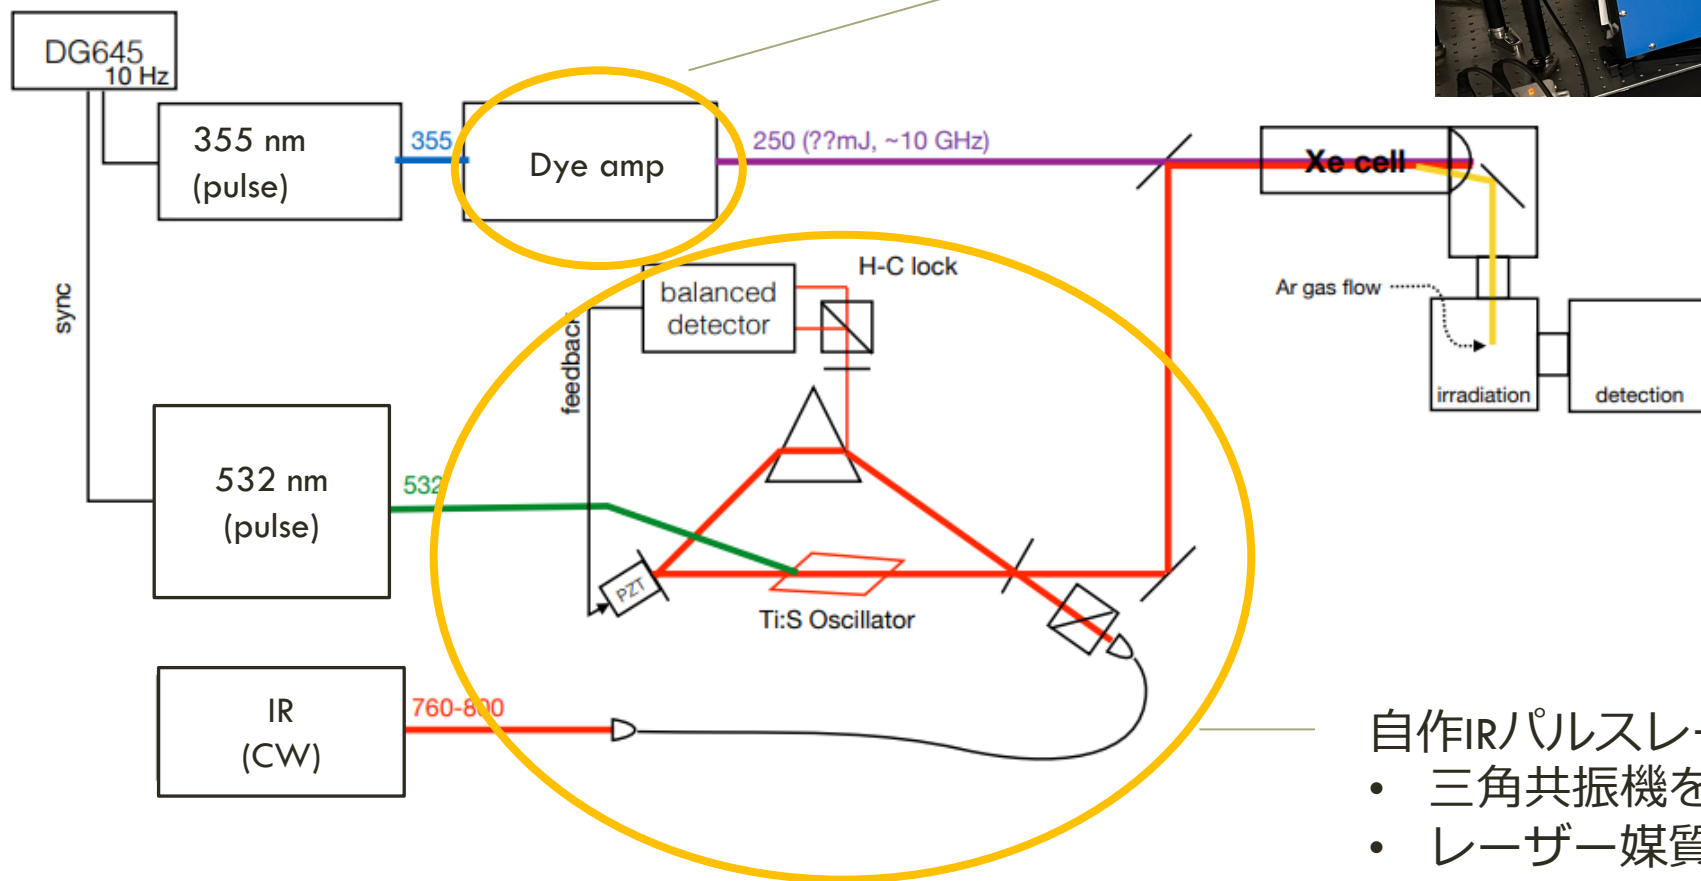 DG645
10 Hz
355 nm
(pulse)
355
Dye amp
250 (??mJ, ~10 GHz)
Xe cell
sync
H-C lock
balanced
detector
feedback
Ar gas flow
irradiation
detection
532 nm
(pulse)
532
PZT
Ti:S Oscillator
IR
(CW)
760-800
自作IRパルスレー
• 三角共振機を
• レーザー媒質